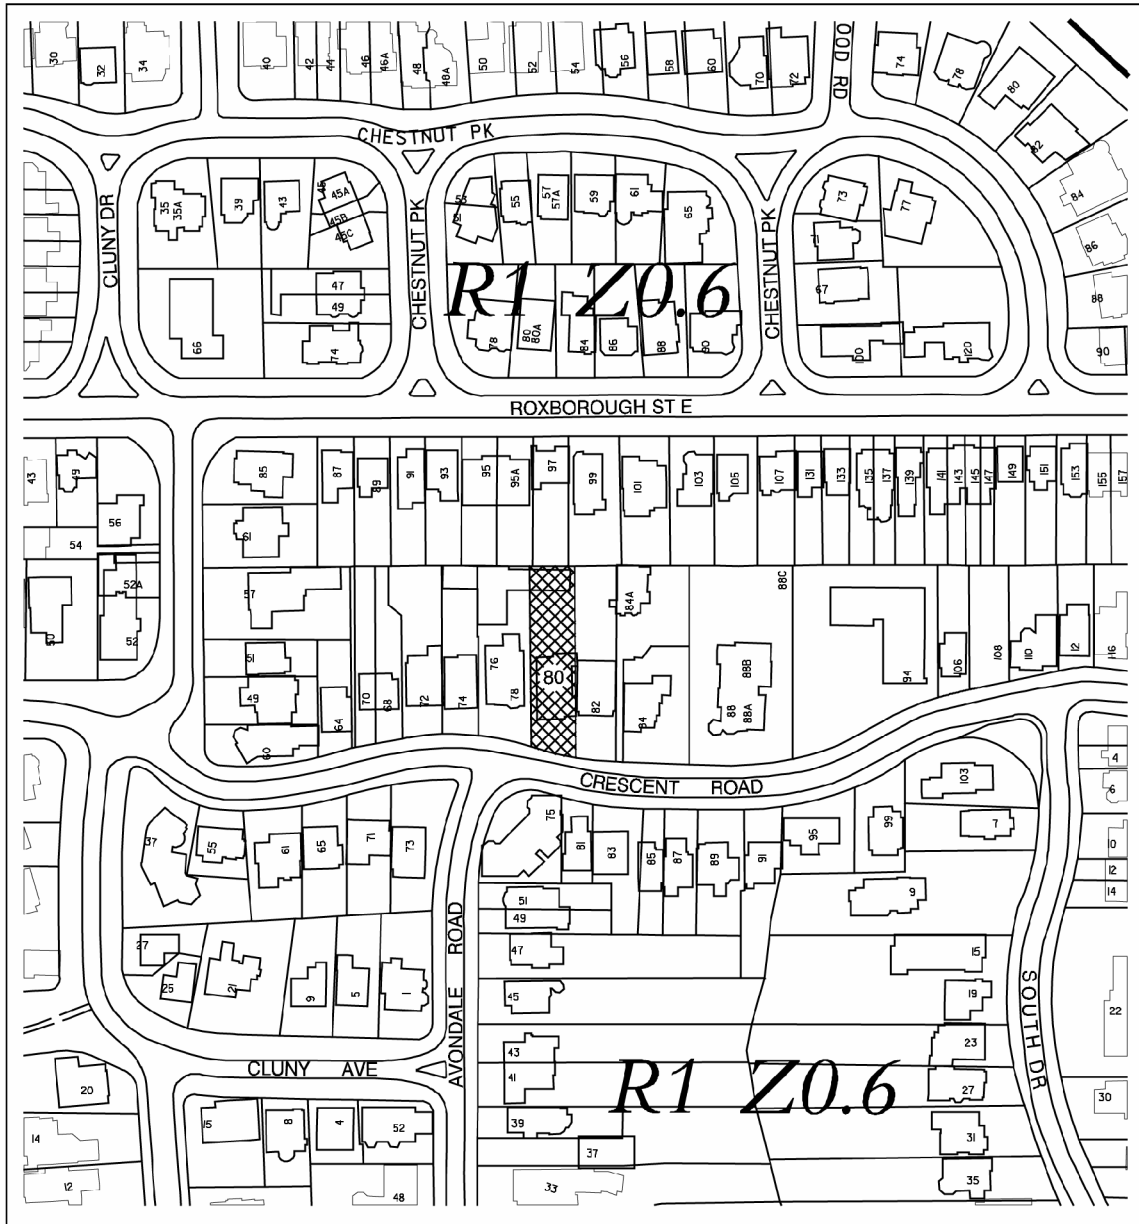 30 32 34 40 42 44 46 46A 48 48A 50 52 54 56 58 60 70 72 OOD RD 74 78 80
82
CHESTNUT PK
84
CLUNY DR 35 35A 39 43 45 45A CHESTNUT PK 53 55 57 57A 59 61 65 CHESTNUT PK 73 77
45B 51 71 86
45C
R1 Z0.6
47 67 88
49
66 74 78 80 80A 84 86 88 90 100 120 90
ROXBOROUGH ST E
43 49 85 87 89 91 93 95 95A 97 99 101 103 105 107 131 133 135 137 139 141 143 145 147 149 151 153 155 157
56
61
54
52A 57 84A 88C
50 52 51 76 80 88B 106 108 110 12 116
49 70 68 72 74 78 82 94
64 84 88 88A
60
CRESCENT ROAD
103 4
6
37 55 61 65 71 73 75 81 83 85 87 89 91 95 99 7 10
12
51 9 14
49
AVONDALE ROAD
27 47 15
25 21 9 5 1 45 19 SOUTH DR 22
43 23
CLUNY AVE
R1 Z0.6
20 41 27 30
15 8 4 52 39 31
14
37
12 48 33 35